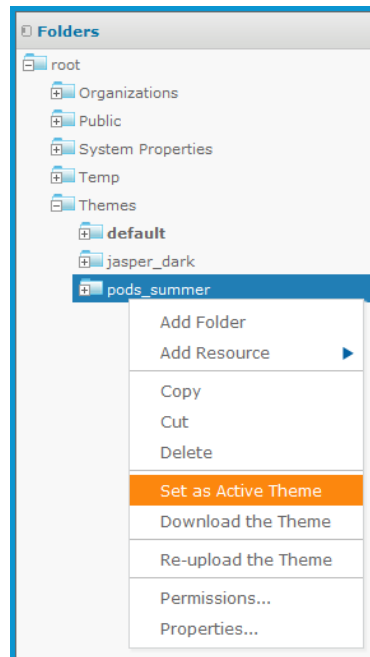 Folders
root
Organizations
Public
System Properties
Temp
Themes
default
jasper_dark
pods_summer
Add Folder
Add Resource
Copy
Cut
Delete
Set as Active Theme
Download the Theme
Re-upload the Theme
Permissions...
Properties...